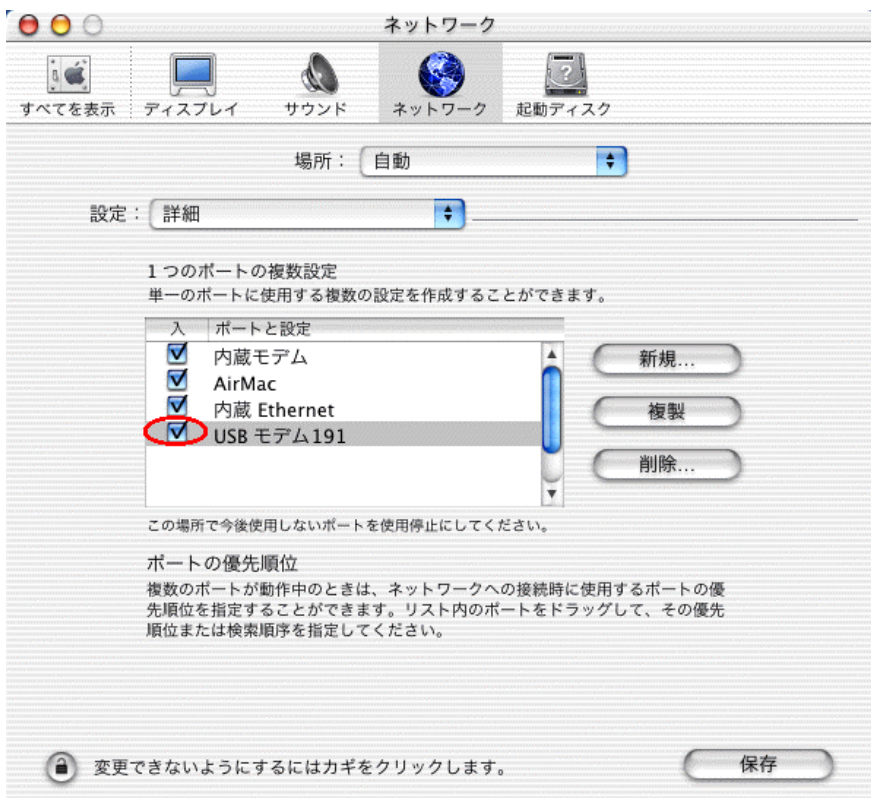 ネットワーク
すべてを表示 ディスプレイ サウンド ネットワーク 起動ディスク
場所： 自動
設定： 詳細
1 つのポートの複数設定
単一のポートに使用する複数の設定を作成することができます。
入 ポートと設定
内蔵モデム
AirMac
内蔵 Ethernet
USB モデム191
新規...
複製
削除...
この場所で今後使用しないポートを使用停止にしてください。
ポートの優先順位
複数のポートが動作中のときは、ネットワークへの接続時に使用するポートの優
先順位を指定することができます。リスト内のポートをドラッグして、その優先
順位または検索順序を指定してください。
変更できないようにするにはカギをクリックします。
保存